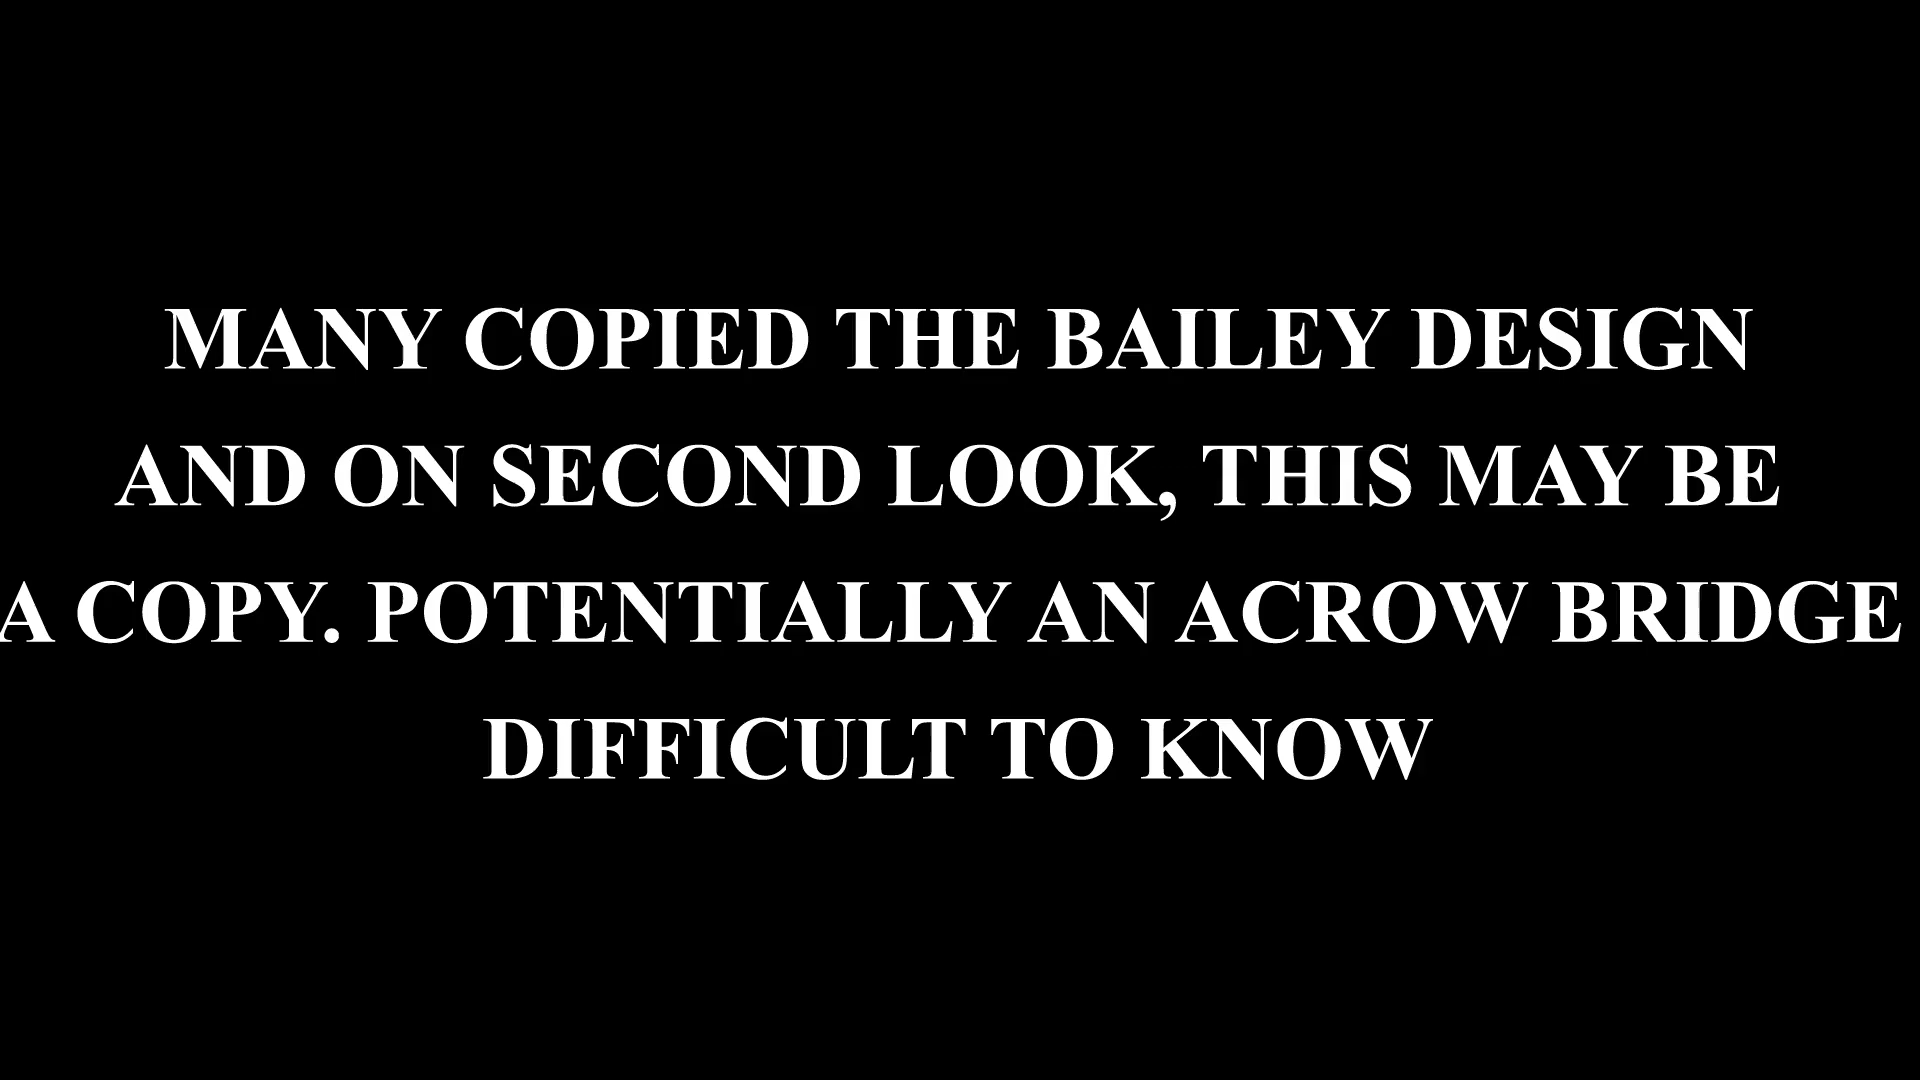 MANY COPIED THE BAILEY DESIGN
AND ON SECOND LOOK, THIS MAY BE
A COPY. POTENTIALLY AN ACROW BRIDGE
DIFFICULT TO KNOW